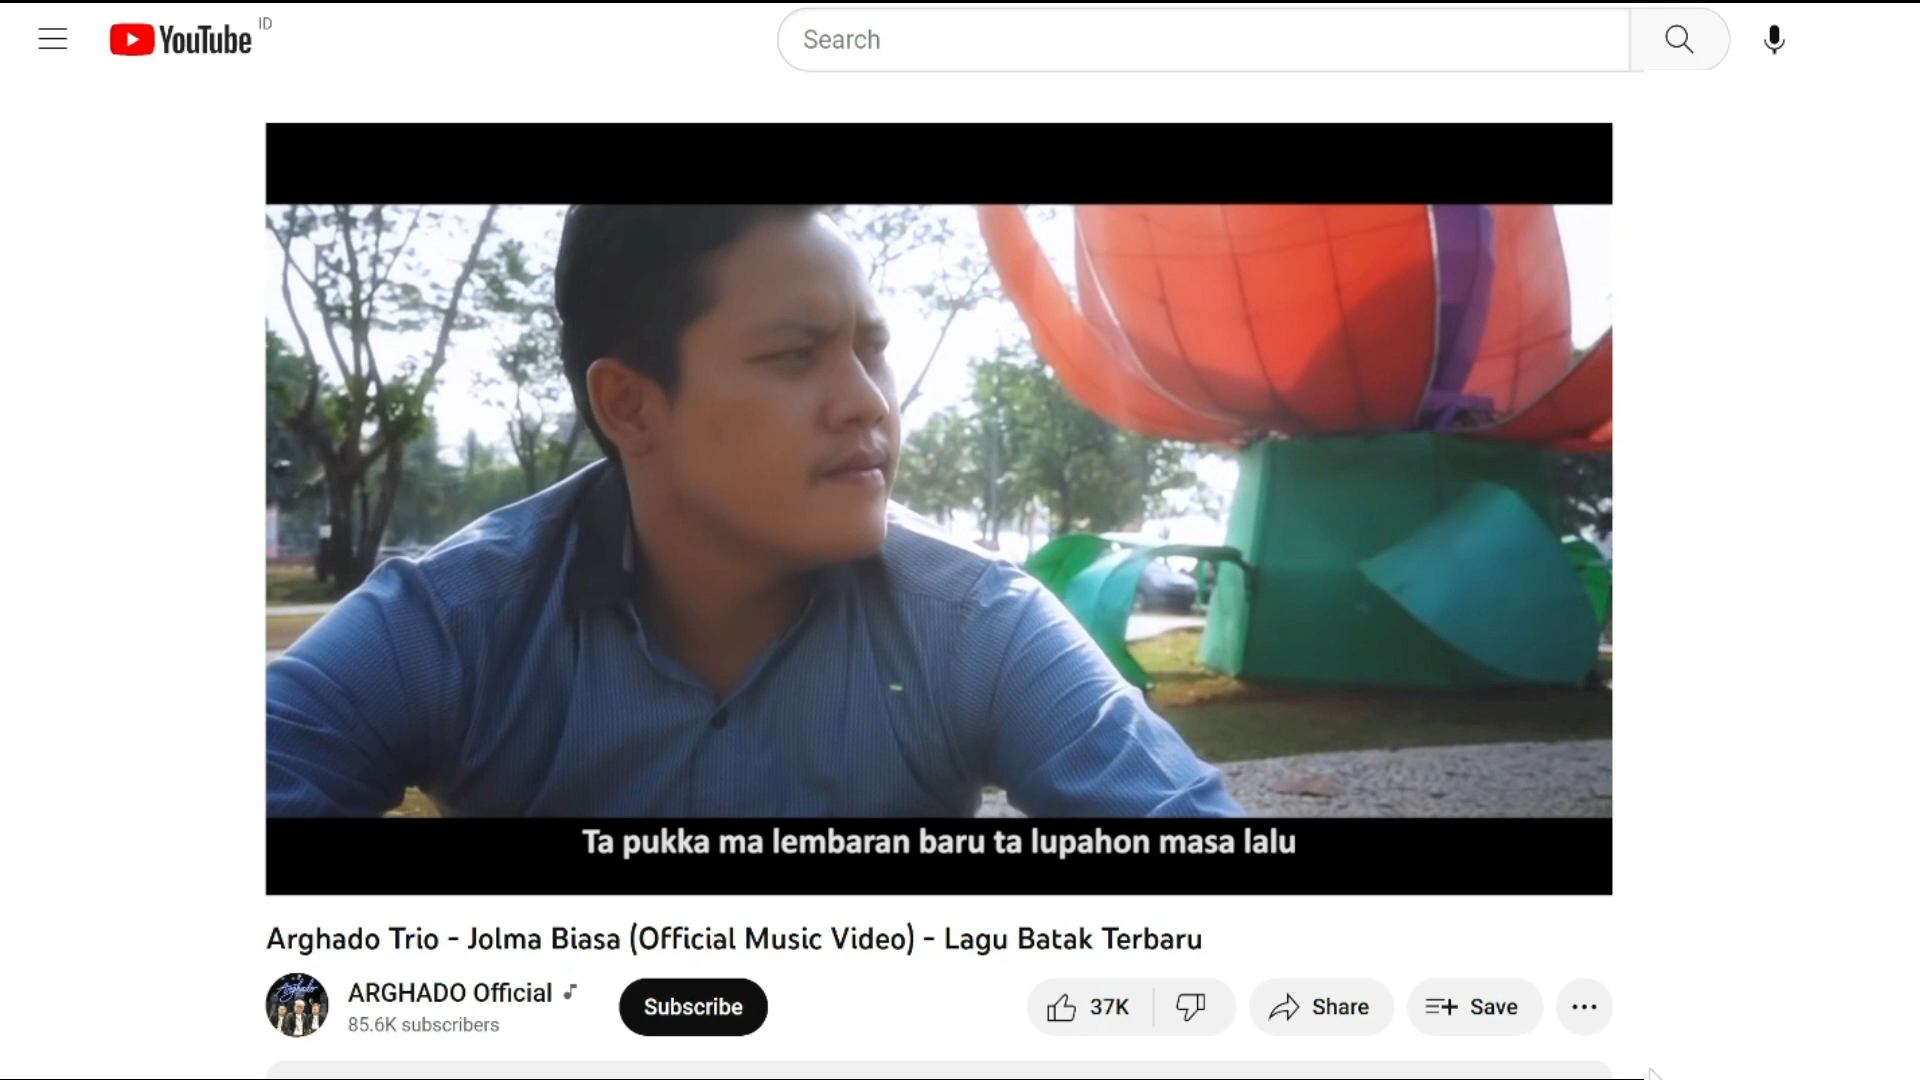 YouTube ID
Search
Ta pukka ma lembaran baru ta lupahon masa lalu
Arghado Trio - Jolma Biasa (Official Music Video) - Lagu Batak Terbaru
Arghado
ARGHADO Official
85.6K subscribers
Subscribe
37K
Share
Save